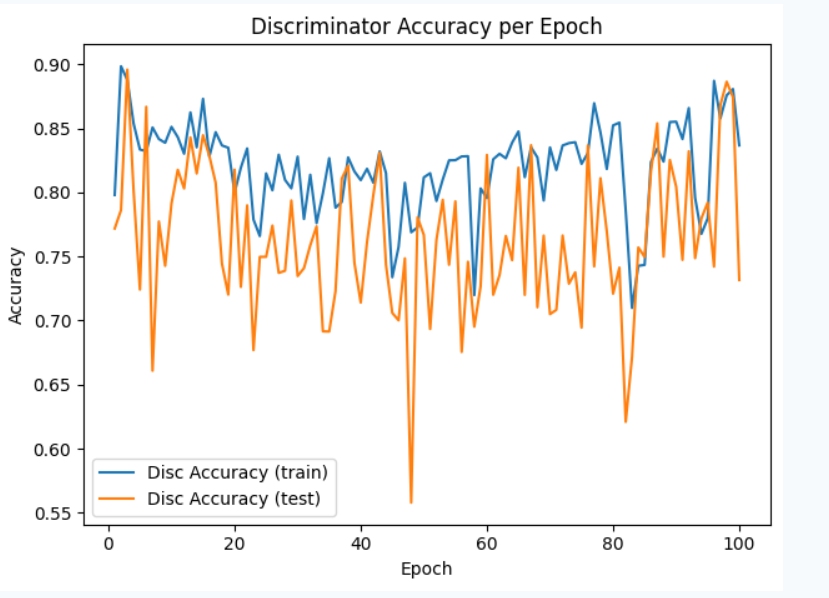 Discriminator Accuracy per Epoch
0.90
0.85
0.80
0.75
0.70
0.65
0.60
0.55
Accuracy
Disc Accuracy (train)
Disc Accuracy (test)
0 20 40 60 80 100
Epoch